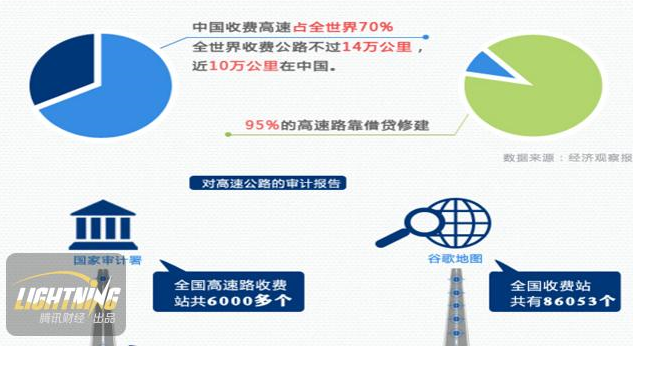 中国收费高速占全世界70%
全世界收费公路不过14万公里，
近10万公里在中国。
95%的高速路靠借贷修建
数据来源：经济观察报
对高速公路的审计报告
国家审计署
谷歌地图
全国高速路收费
站共6000多个
全国收费站
共有86053个
LIGHTNING
腾讯财经 出品